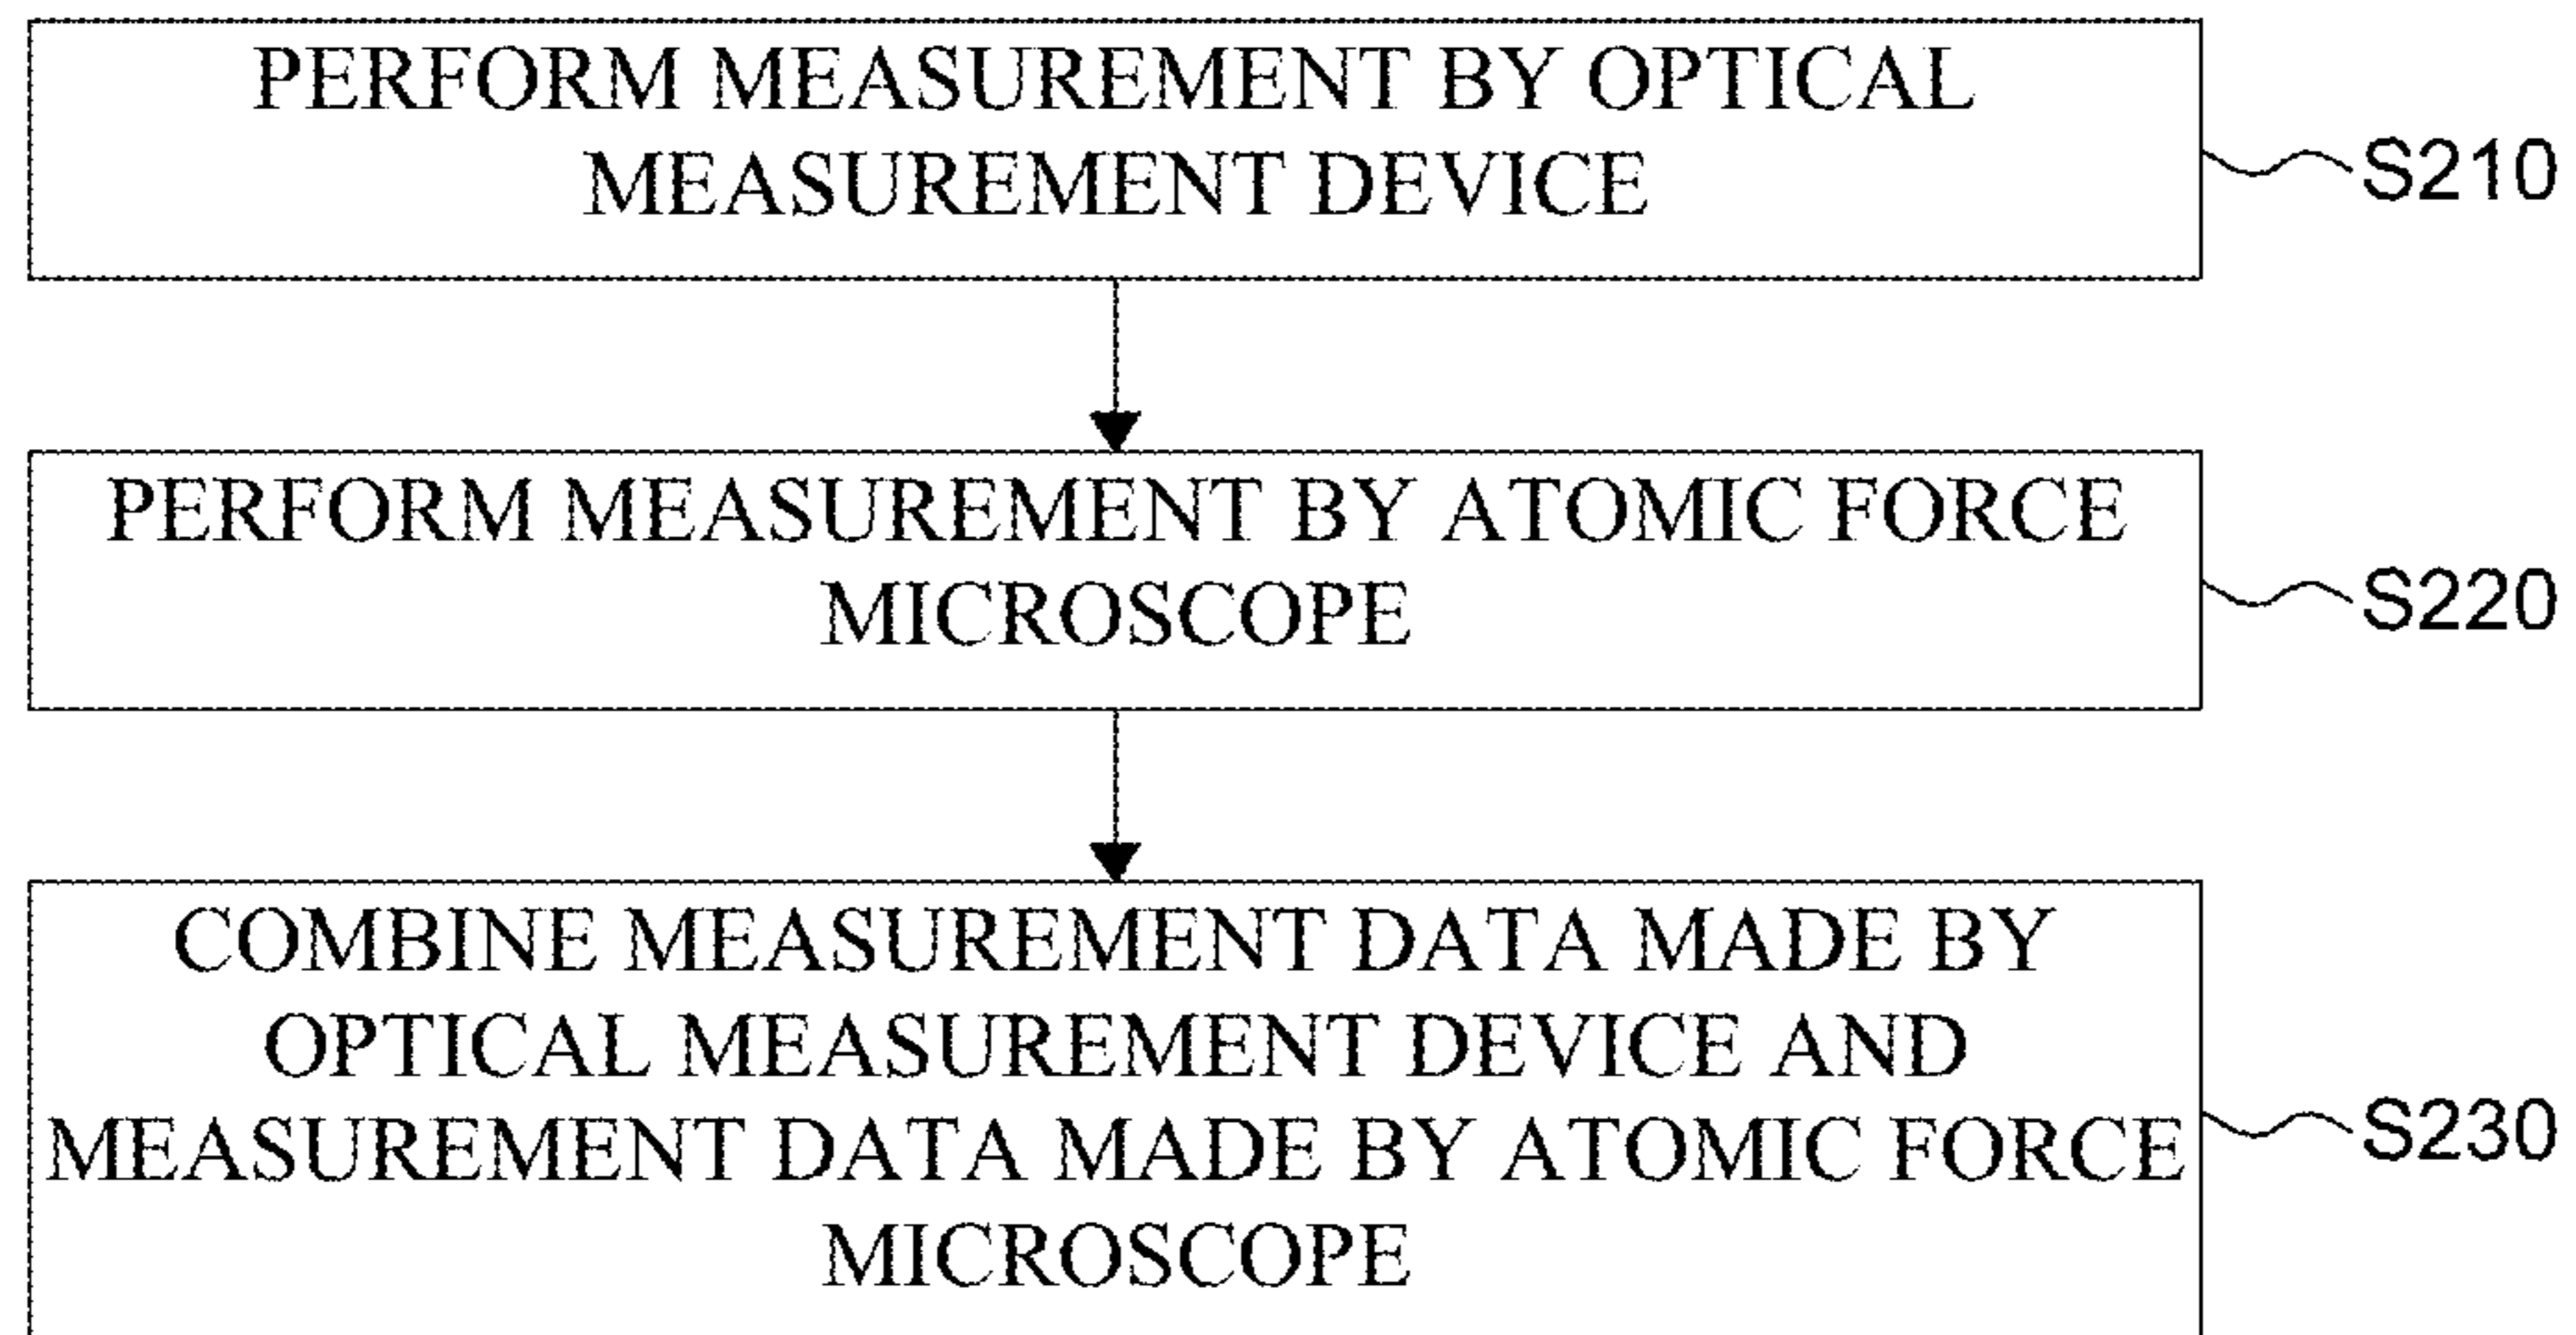 PERFORM MEASUREMENT BY OPTICAL
MEASUREMENT DEVICE
S210
PERFORM MEASUREMENT BY ATOMIC FORCE
MICROSCOPE
S220
COMBINE MEASUREMENT DATA MADE BY
OPTICAL MEASUREMENT DEVICE AND
MEASUREMENT DATA MADE BY ATOMIC FORCE
MICROSCOPE
S230